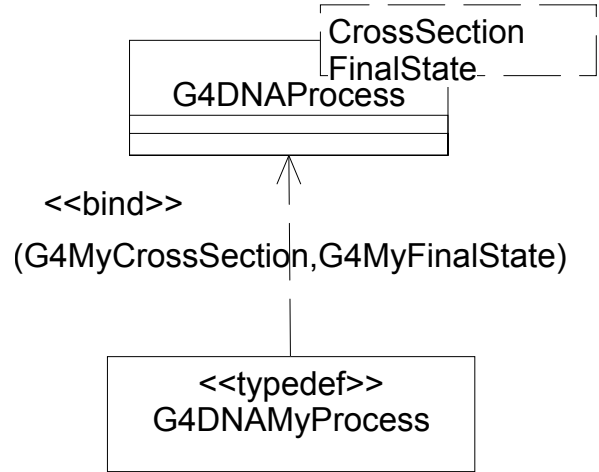 CrossSection
FinalState
G4DNAProcess
<<bind>>
(G4MyCrossSection,G4MyFinalState)
<<typedef>>
G4DNAMyProcess